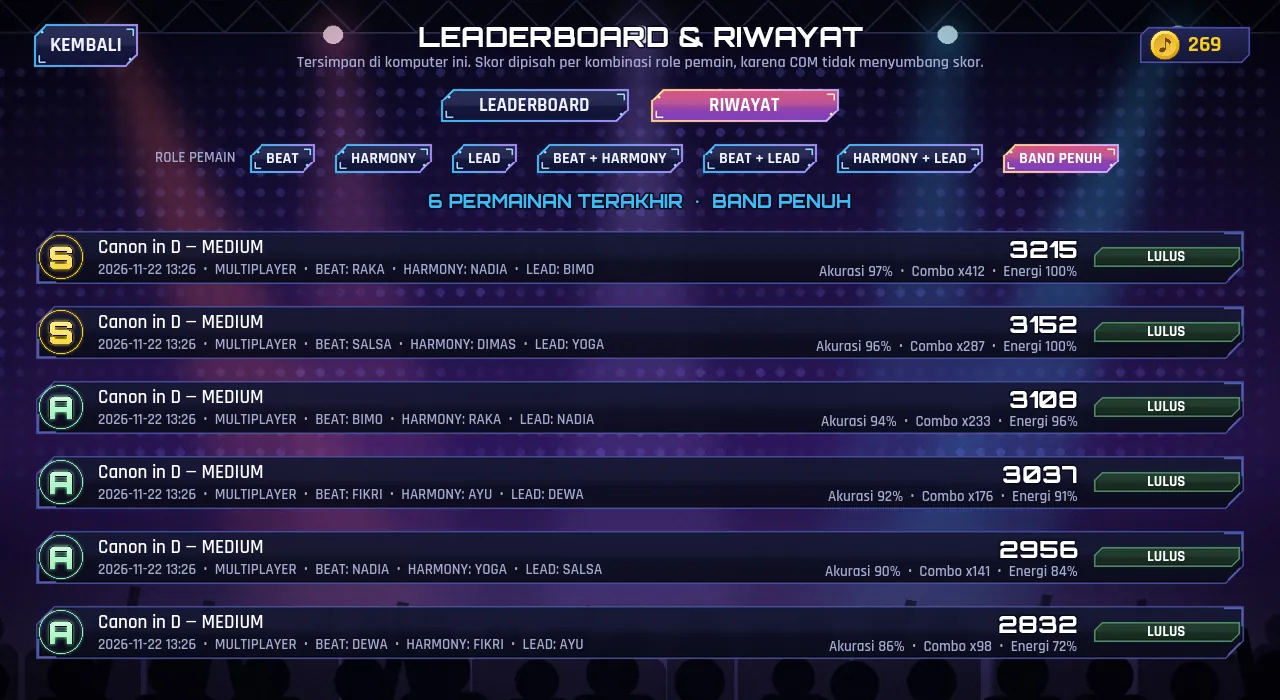 KEMBALI
LEADERBOARD & RIWAYAT
269
Tersimpan di komputer ini. Skor dipisah per kombinasi role pemain, karena COM tidak menyumbang skor.
LEADERBOARD
RIWAYAT
ROLE PEMAIN
BEAT
HARMONY
LEAD
BEAT + HARMONY
BEAT + LEAD
HARMONY + LEAD
BAND PENUH
6 PERMAINAN TERAKHIR · BAND PENUH
S
Canon in D – MEDIUM
2026-11-22 13:26 · MULTIPLAYER · BEAT: RAKA · HARMONY: NADIA · LEAD: BIMO
3215
Akurasi 97% · Combo x412 · Energi 100%
LULUS
S
Canon in D – MEDIUM
2026-11-22 13:26 · MULTIPLAYER · BEAT: SALSA · HARMONY: DIMAS · LEAD: YOGA
3152
Akurasi 96% · Combo x287 · Energi 100%
LULUS
A
Canon in D – MEDIUM
2026-11-22 13:26 · MULTIPLAYER · BEAT: BIMO · HARMONY: RAKA · LEAD: NADIA
3108
Akurasi 94% · Combo x233 · Energi 96%
LULUS
A
Canon in D – MEDIUM
2026-11-22 13:26 · MULTIPLAYER · BEAT: FIKRI · HARMONY: AYU · LEAD: DEWA
3037
Akurasi 92% · Combo x176 · Energi 91%
LULUS
A
Canon in D – MEDIUM
2026-11-22 13:26 · MULTIPLAYER · BEAT: NADIA · HARMONY: YOGA · LEAD: SALSA
2956
Akurasi 90% · Combo x141 · Energi 84%
LULUS
A
Canon in D – MEDIUM
2026-11-22 13:26 · MULTIPLAYER · BEAT: DEWA · HARMONY: FIKRI · LEAD: AYU
2832
Akurasi 86% · Combo x98 · Energi 72%
LULUS